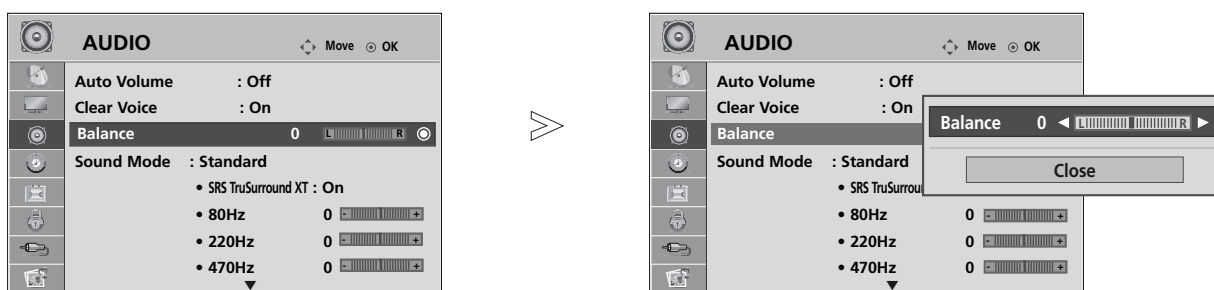 AUDIO
Move
OK
Auto Volume : Off
Clear Voice : On
Balance 0 L R
Sound Mode : Standard
• SRS TruSurround XT : On
• 80Hz 0 - +
• 220Hz 0 - +
• 470Hz 0 - +
AUDIO
Move
OK
Auto Volume : Off
Clear Voice : On
Balance
Sound Mode : Standard
• SRS TruSurrou
• 80Hz 0 - +
• 220Hz 0 - +
• 470Hz 0 - +
Balance 0 L R
Close